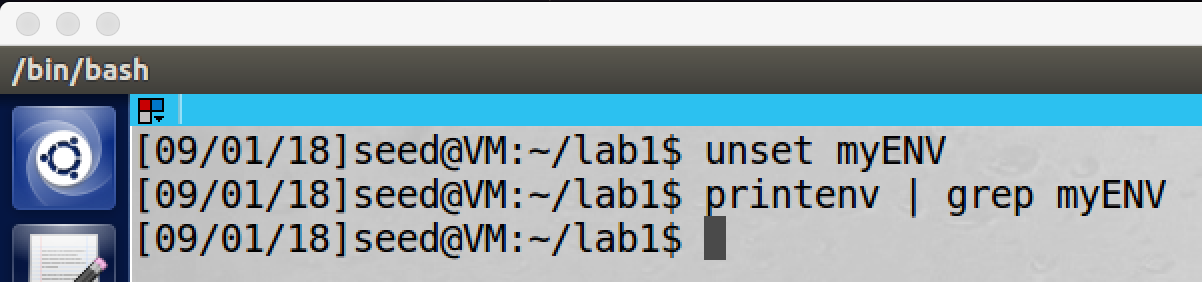 /bin/bash
[09/01/18]seed@VM:~/lab1$ unset myENV
[09/01/18]seed@VM:~/lab1$ printenv | grep myENV
[09/01/18]seed@VM:~/lab1$